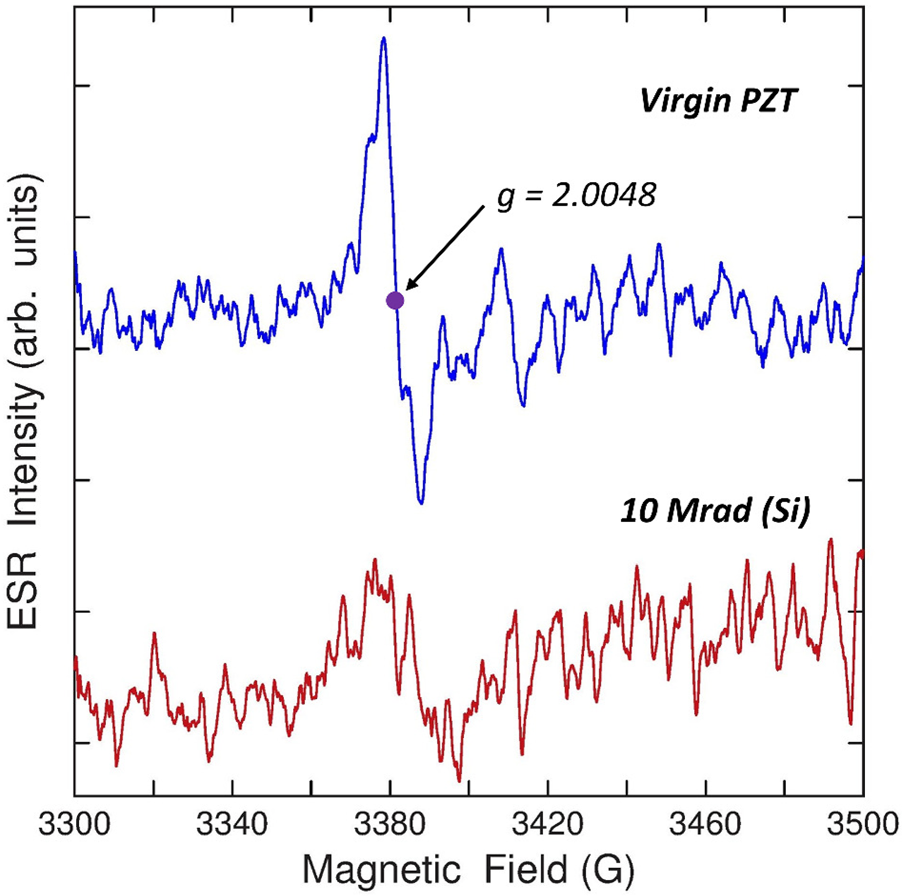 Virgin PZT
g = 2.0048
10 Mrad (Si)
ESR Intensity (arb. units)
3300 3340 3380 3420 3460 3500
Magnetic Field (G)